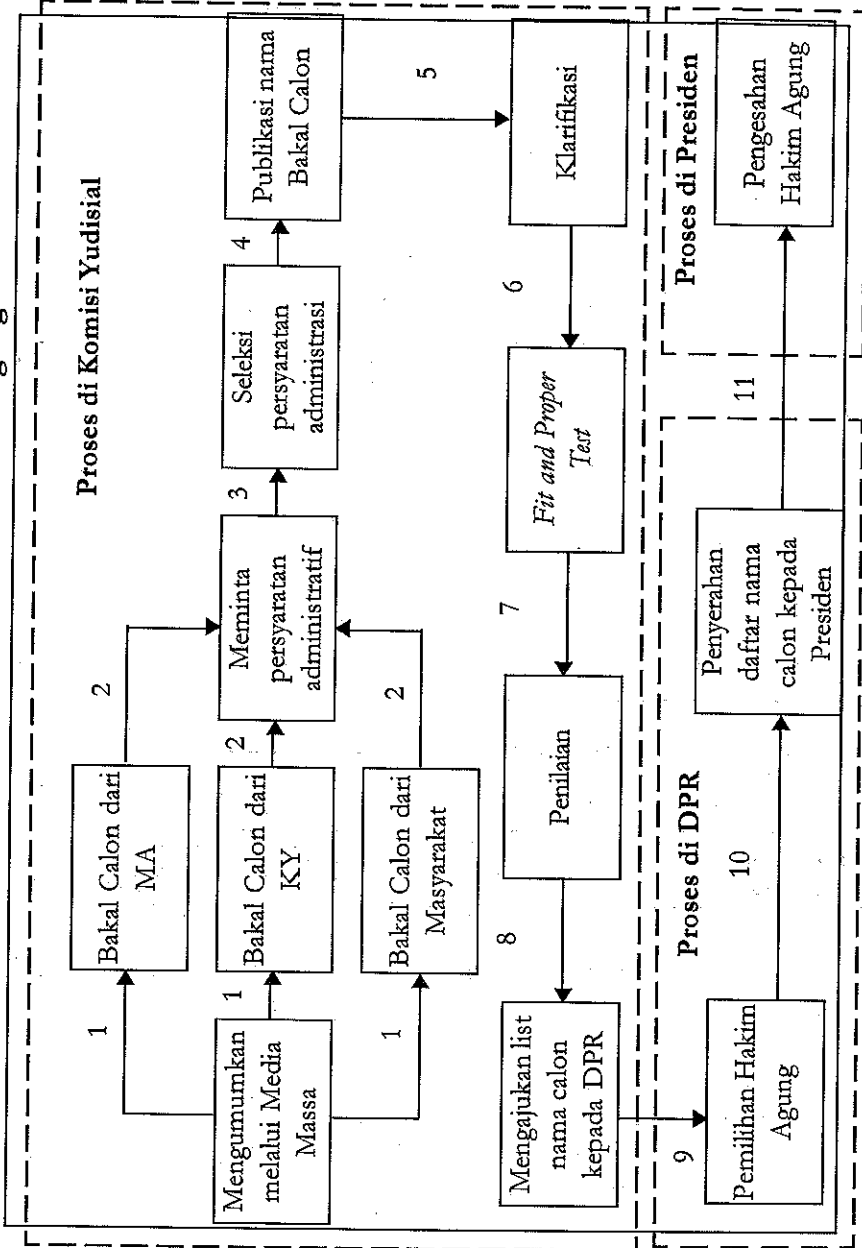 Proses di Komisi Yudisial
Mengumumkan
melalui Media
Massa
1
1
1
Bakal Calon dari
MA
Bakal Calon dari
KY
Bakal Calon dari
Masyarakat
2
2
2
Meminta
persyaratan
administratif
3
Seleksi
persyaratan
administrasi
4
Publikasi nama
Bakal Calon
5
Klarifikasi
6
Fit and Proper
Test
7
Penilaian
8
Mengajukan list
nama calon
kepada DPR
9
Proses di DPR
Pemilihan Hakim
Agung
10
Penyerahan
daftar nama
calon kepada
Presiden
11
Proses di Presiden
Pengesahan
Hakim Agung